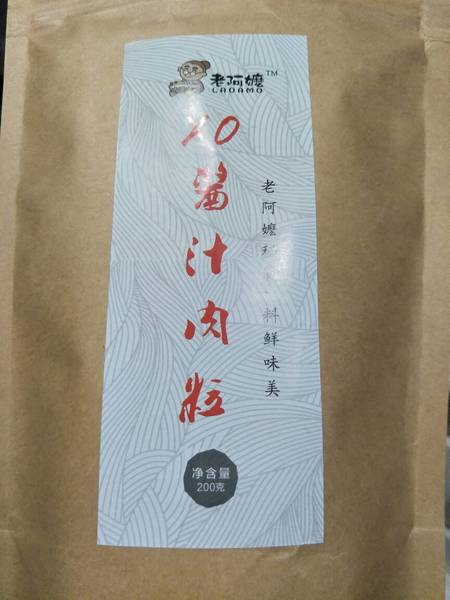 老阿嬷™
LAOAMO
XO酱汁肉粒
老阿嬷 料鲜味美
净含量
200克